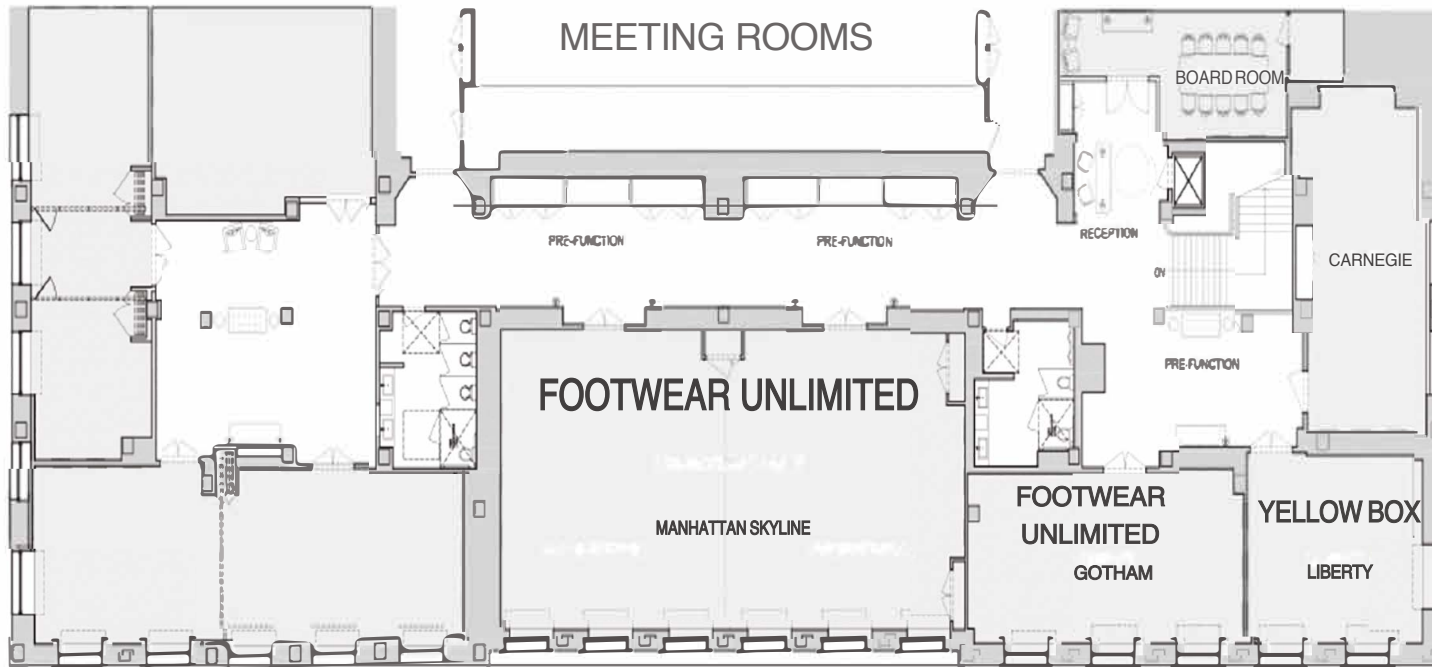 MEETING ROOMS
BOARD ROOM
PRE-FUNCTION
PRE-FUNCTION
RECEPTION
CARNEGIE
PRE-FUNCTION
FOOTWEAR UNLIMITED
MANHATTAN SKYLINE
FOOTWEAR
UNLIMITED
GOTHAM
YELLOW BOX
LIBERTY